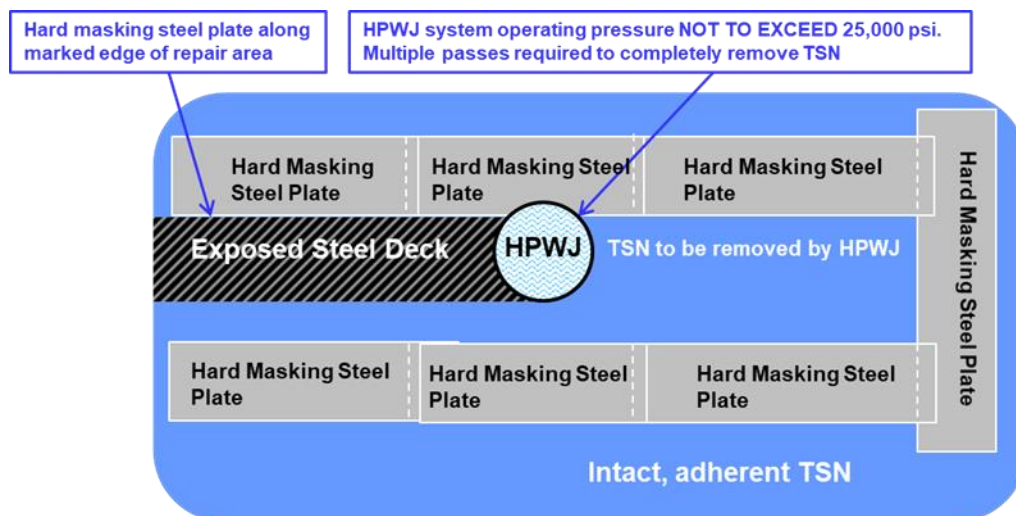 Hard masking steel plate along
marked edge of repair area
HPWJ system operating pressure NOT TO EXCEED 25,000 psi.
Multiple passes required to completely remove TSN
Hard Masking
Steel Plate
Hard Masking Steel
Plate
Hard Masking Steel
Plate
Hard Masking Steel Plate
Exposed Steel Deck
HPWJ
TSN to be removed by HPWJ
Hard Masking Steel
Plate
Hard Masking Steel
Plate
Hard Masking Steel
Plate
Intact, adherent TSN